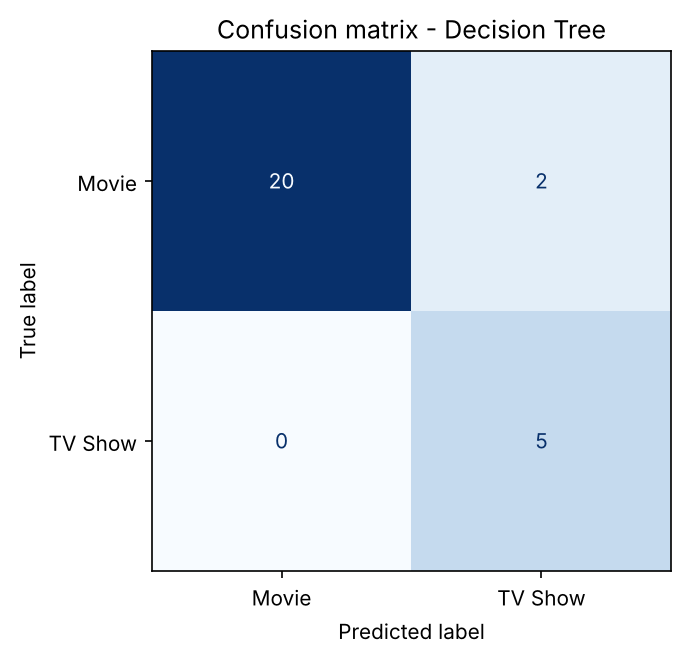 Confusion matrix - Decision Tree
True label
Movie
20
2
TV Show
0
5
Movie
TV Show
Predicted label